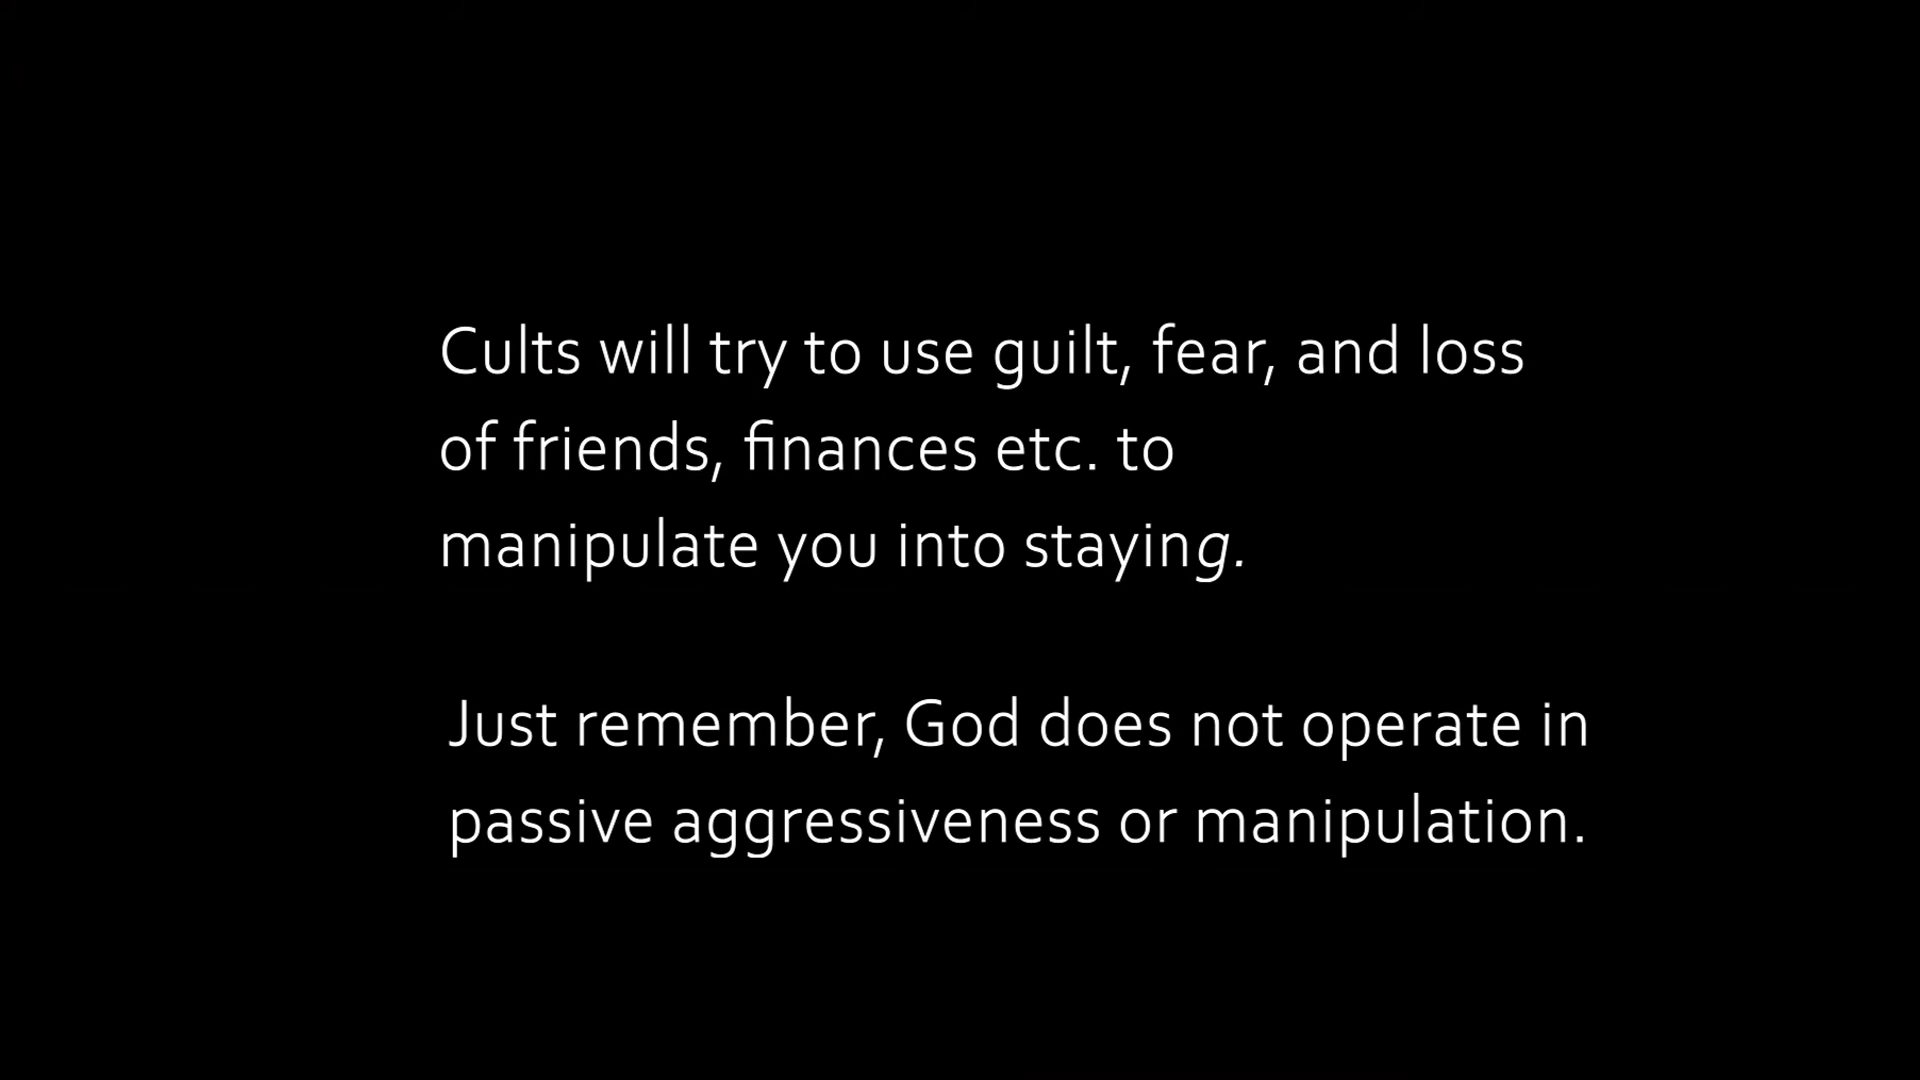 Cults will try to use guilt, fear, and loss
of friends, finances etc. to
manipulate you into staying.
Just remember, God does not operate in
passive aggressiveness or manipulation.